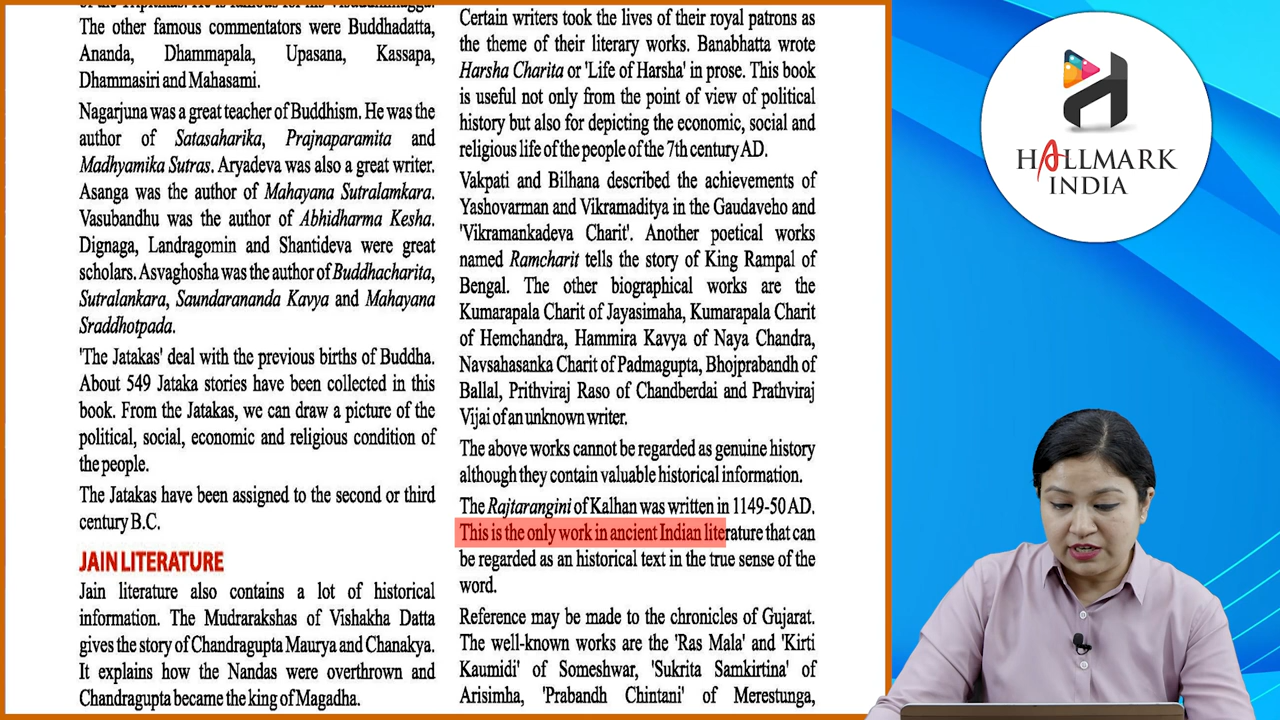 of the Tripitikas. He is famous for his Visuddhimagga.
The other famous commentators were Buddhadatta,
Ananda, Dhammapala, Upasana, Kassapa,
Dhammasiri and Mahasami.
Nagarjuna was a great teacher of Buddhism. He was the
author of Satasaharika, Prajnaparamita and
Madhyamika Sutras. Aryadeva was also a great writer.
Asanga was the author of Mahayana Sutralamkara.
Vasubandhu was the author of Abhidharma Kesha.
Dignaga, Landragomin and Shantideva were great
scholars. Asvaghosha was the author of Buddhacharita,
Sutralankara, Saundarananda Kavya and Mahayana
Sraddhotpada.
'The Jatakas' deal with the previous births of Buddha.
About 549 Jataka stories have been collected in this
book. From the Jatakas, we can draw a picture of the
political, social, economic and religious condition of
the people.
The Jatakas have been assigned to the second or third
century B.C.
JAIN LITERATURE
Jain literature also contains a lot of historical
information. The Mudrarakshas of Vishakha Datta
gives the story of Chandragupta Maurya and Chanakya.
It explains how the Nandas were overthrown and
Chandragupta became the king of Magadha.
Certain writers took the lives of their royal patrons as
the theme of their literary works. Banabhatta wrote
Harsha Charita or 'Life of Harsha' in prose. This book
is useful not only from the point of view of political
history but also for depicting the economic, social and
religious life of the people of the 7th century AD.
Vakpati and Bilhana described the achievements of
Yashovarman and Vikramaditya in the Gaudaveho and
'Vikramankadeva Charit'. Another poetical works
named Ramcharit tells the story of King Rampal of
Bengal. The other biographical works are the
Kumarapala Charit of Jayasimaha, Kumarapala Charit
of Hemchandra, Hammira Kavya of Naya Chandra,
Navsahasanka Charit of Padmagupta, Bhojprabandh of
Ballal, Prithviraj Raso of Chandberdai and Prathviraj
Vijai of an unknown writer.
The above works cannot be regarded as genuine history
although they contain valuable historical information.
The Rajtarangini of Kalhan was written in 1149-50 AD.
This is the only work in ancient Indian literature that can
be regarded as an historical text in the true sense of the
word.
Reference may be made to the chronicles of Gujarat.
The well-known works are the 'Ras Mala' and 'Kirti
Kaumidi' of Someshwar, 'Sukrita Samkirtina' of
Arisimha, 'Prabandh Chintani' of Merestunga,
HALLMARK
INDIA